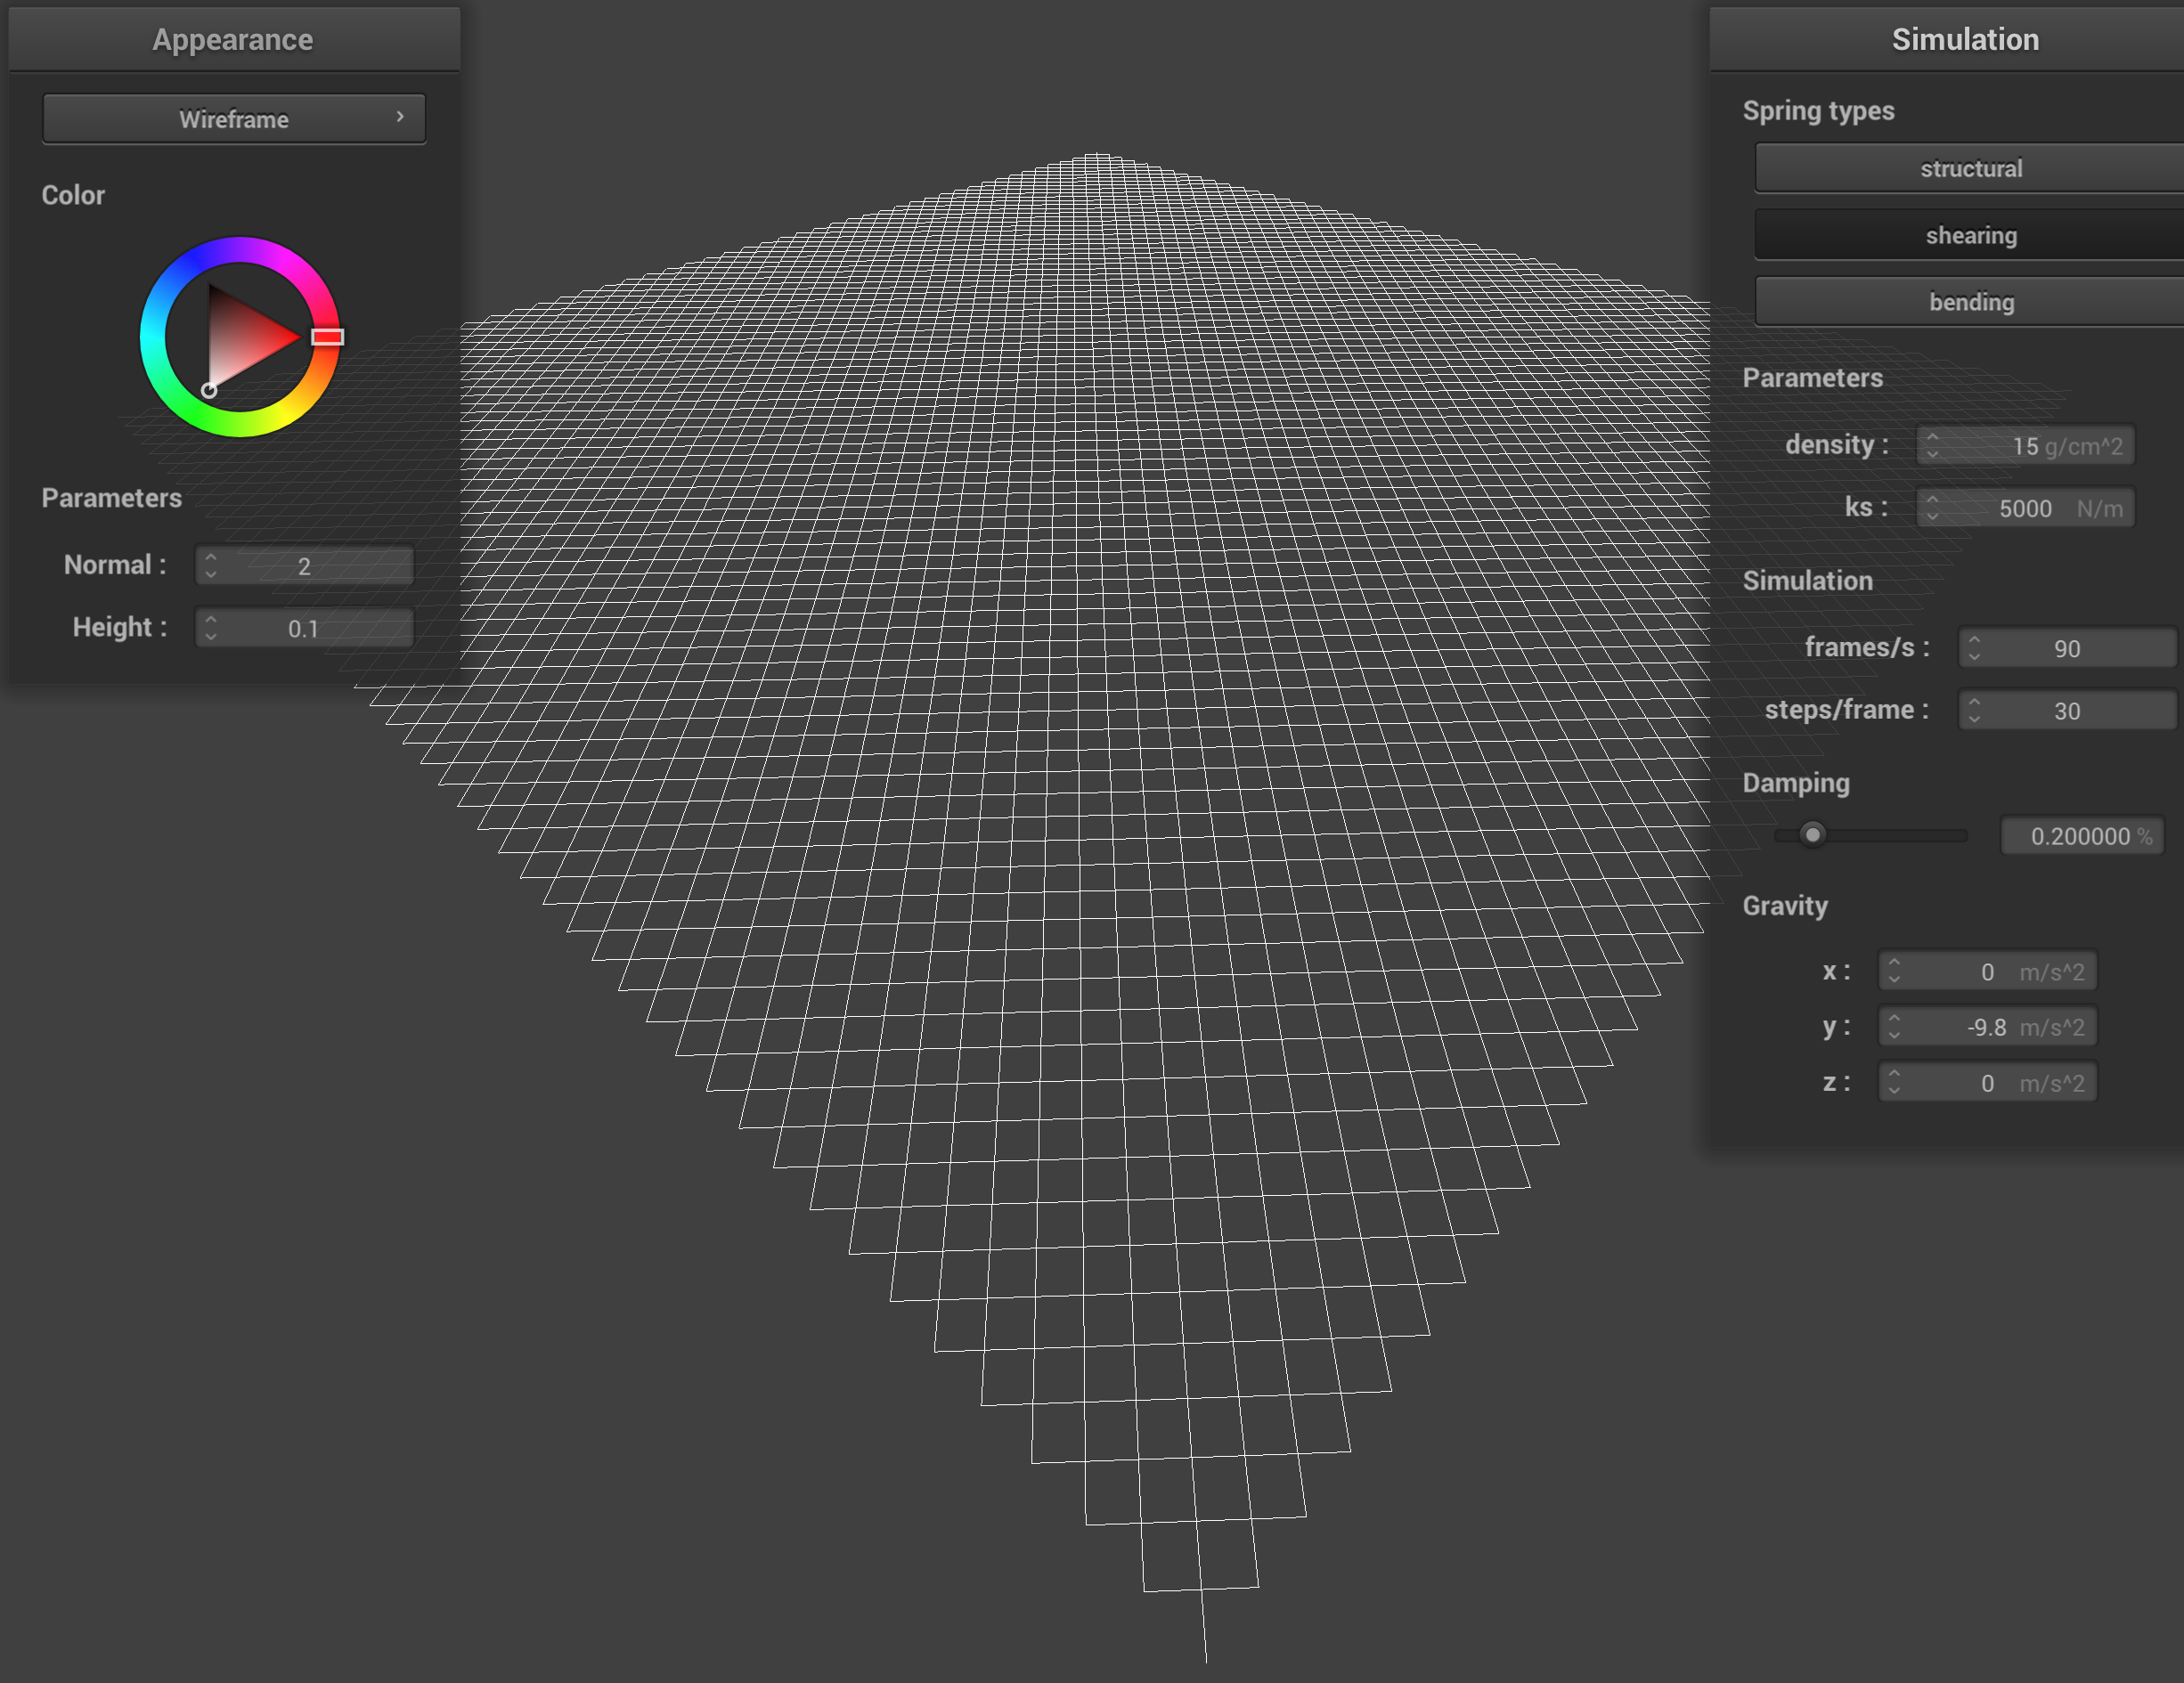 Appearance
Wireframe
Color
Parameters
Normal : 2
Height : 0.1
Simulation
Spring types
structural
shearing
bending
Parameters
density : 15 g/cm^2
ks : 5000 N/m
Simulation
frames/s : 90
steps/frame : 30
Damping
0.200000 %
Gravity
x : 0 m/s^2
y : -9.8 m/s^2
z : 0 m/s^2